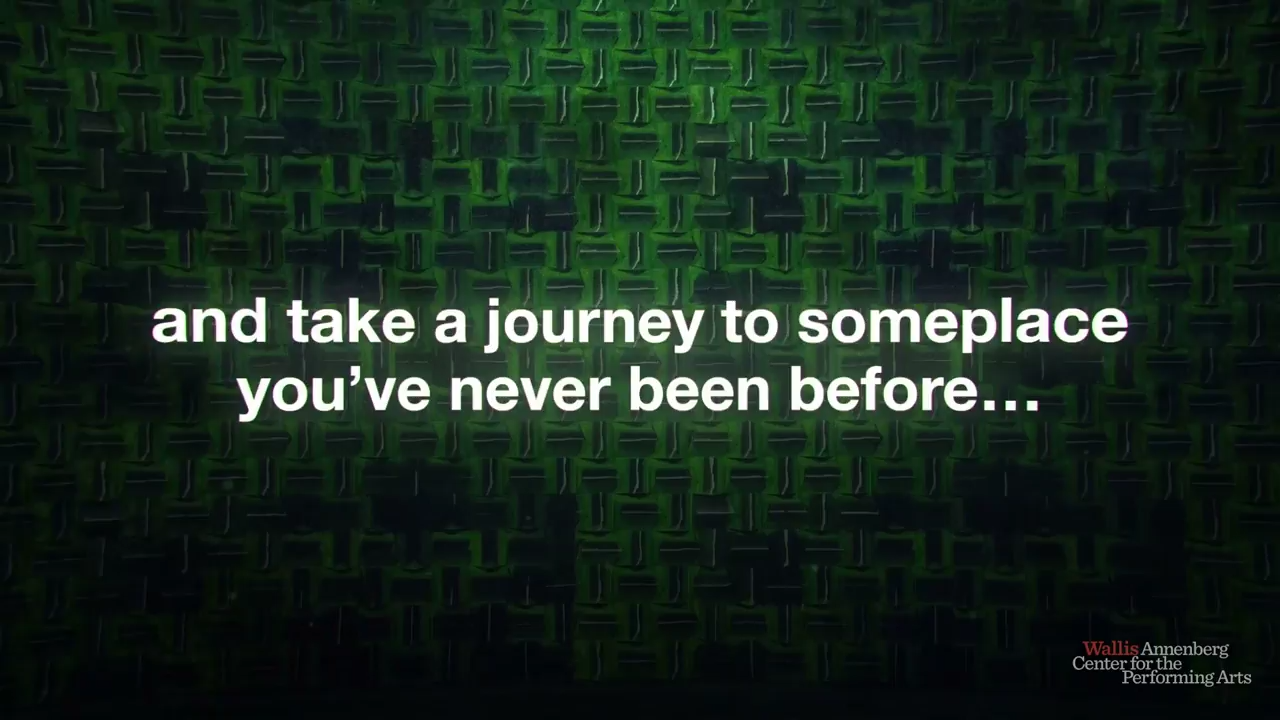 and take a journey to someplace
you've never been before…
Wallis Annenberg
Center for the
Performing Arts